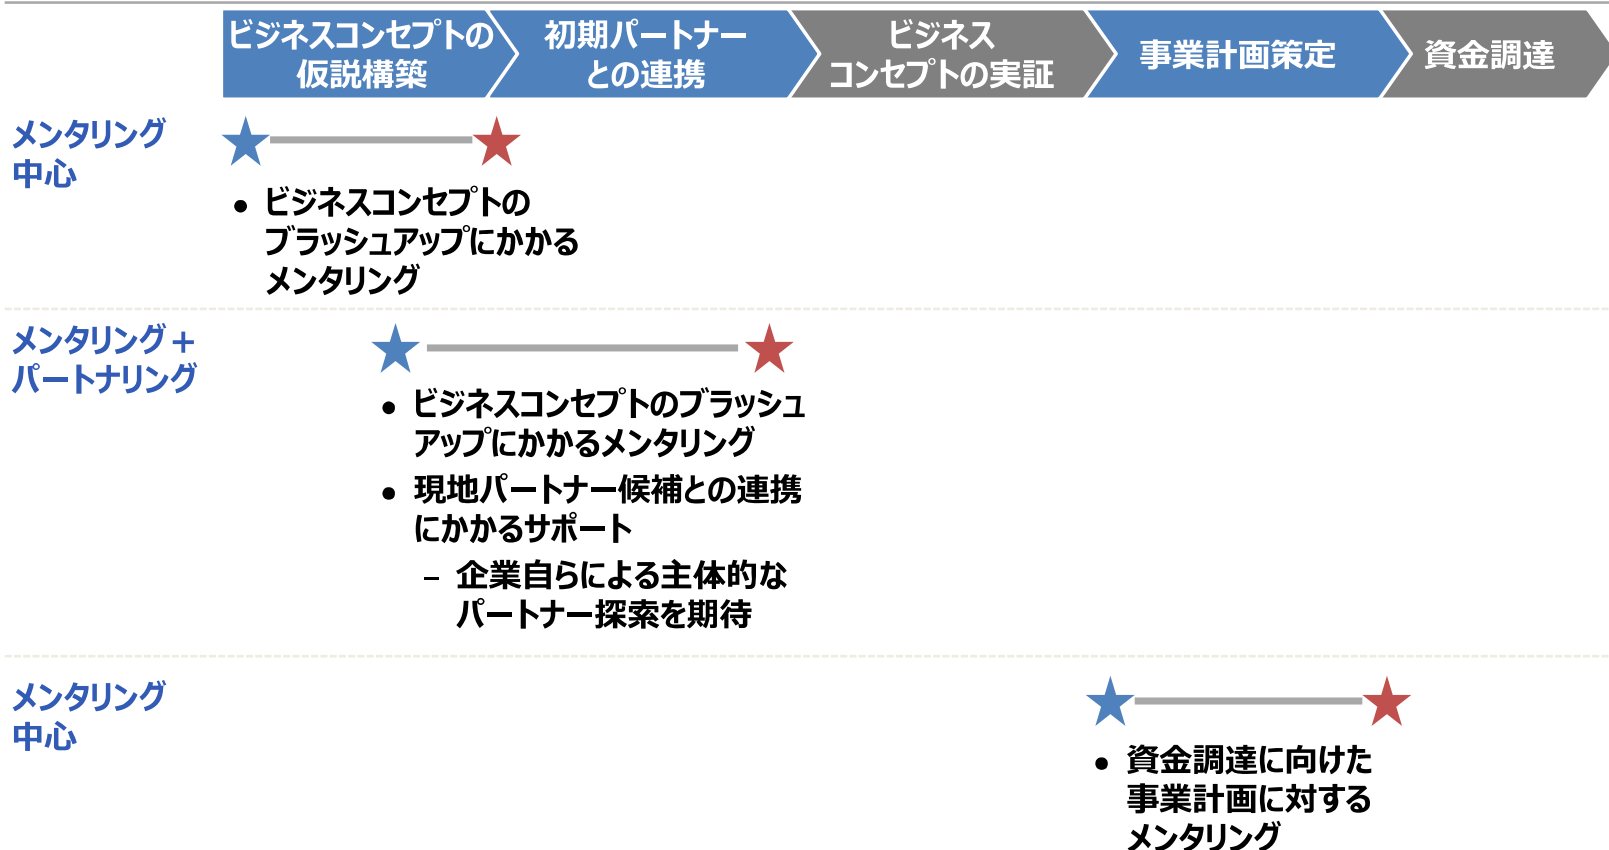 ビジネスコンセプトの
仮説構築
初期パートナー
との連携
ビジネス
コンセプトの実証
事業計画策定
資金調達
メンタリング
中心
● ビジネスコンセプトの
ブラッシュアップにかかる
メンタリング
メンタリング+
パートナリング
● ビジネスコンセプトのブラッシュ
アップにかかるメンタリング
● 現地パートナー候補との連携
にかかるサポート
– 企業自らによる主体的な
パートナー探索を期待
メンタリング
中心
● 資金調達に向けた
事業計画に対する
メンタリング